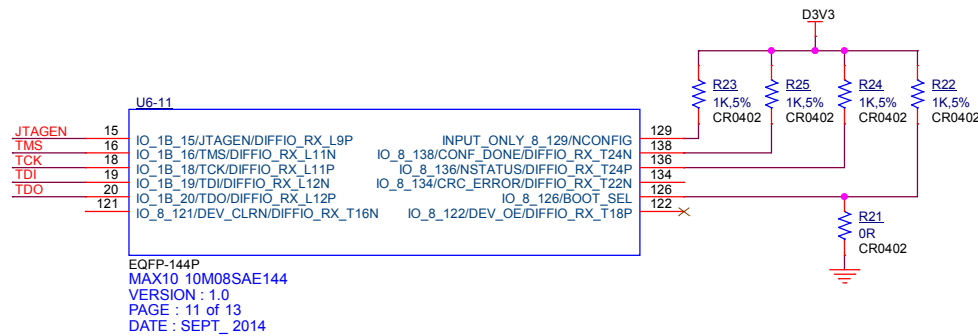 D3V3
R23
1K,5%
CR0402
R25
1K,5%
CR0402
R24
1K,5%
CR0402
R22
1K,5%
CR0402
U6-11
JTAGEN 15 IO_1B_15/JTAGEN/DIFFIO_RX_L9P INPUT_ONLY_8_129/NCONFIG 129
TMS 16 IO_1B_16/TMS/DIFFIO_RX_L11N IO_8_138/CONF_DONE/DIFFIO_RX_T24N 138
TCK 18 IO_1B_18/TCK/DIFFIO_RX_L11P IO_8_136/NSTATUS/DIFFIO_RX_T24P 136
TDI 19 IO_1B_19/TDI/DIFFIO_RX_L12N IO_8_134/CRC_ERROR/DIFFIO_RX_T22N 134
TDO 20 IO_1B_20/TDO/DIFFIO_RX_L12P IO_8_126/BOOT_SEL 126
121 IO_8_121/DEV_CLRN/DIFFIO_RX_T16N IO_8_122/DEV_OE/DIFFIO_RX_T18P 122
R21
0R
CR0402
EQFP-144P
MAX10 10M08SAE144
VERSION : 1.0
PAGE : 11 of 13
DATE : SEPT_ 2014